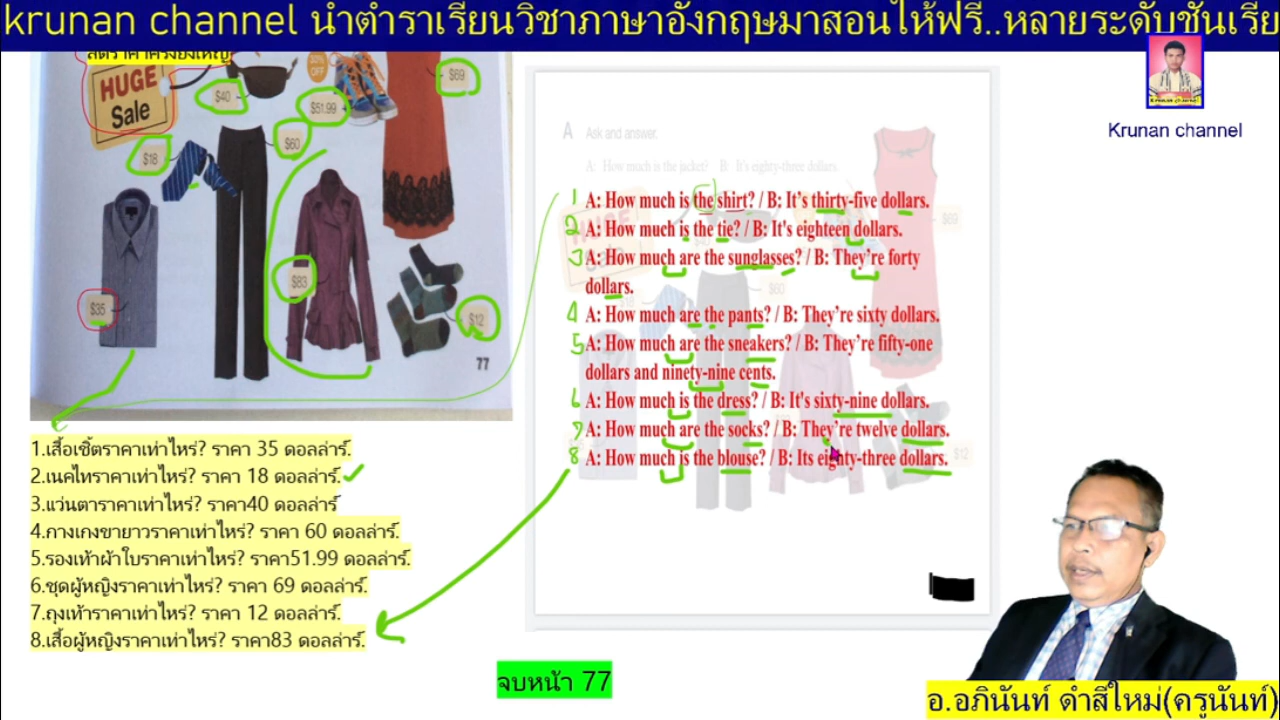 krunan channel นำตำราเรียนวิชาภาษาอังกฤษมาสอนให้ฟรี..หลายระดับชั้นเรีย
Krunan channel
HUGE
Sale
30%
OFF
$40
$51.99
$69
$18
$60
$35
$83
$12
77
A Ask and answer.
A: How much is the jacket? B: It's eighty-three dollars.
1 A: How much is the shirt? / B: It's thirty-five dollars.
2 A: How much is the tie? / B: It's eighteen dollars.
3 A: How much are the sunglasses? / B: They're forty
dollars.
4 A: How much are the pants? / B: They're sixty dollars.
5 A: How much are the sneakers? / B: They're fifty-one
dollars and ninety-nine cents.
6 A: How much is the dress? / B: It's sixty-nine dollars.
7 A: How much are the socks? / B: They're twelve dollars.
8 A: How much is the blouse? / B: Its eighty-three dollars.
1.เสื้อเชิ้ตราคาเท่าไหร่? ราคา 35 ดอลล่าร์.
2.เนคไทราคาเท่าไหร่? ราคา 18 ดอลล่าร์.
3.แว่นตาราคาเท่าไหร่? ราคา40 ดอลล่าร์
4.กางเกงขายาวราคาเท่าไหร่? ราคา 60 ดอลล่าร์.
5.รองเท้าผ้าใบราคาเท่าไหร่? ราคา51.99 ดอลล่าร์.
6.ชุดผู้หญิงราคาเท่าไหร่? ราคา 69 ดอลล่าร์.
7.ถุงเท้าราคาเท่าไหร่? ราคา 12 ดอลล่าร์.
8.เสื้อผู้หญิงราคาเท่าไหร่? ราคา83 ดอลล่าร์.
จบหน้า 77
อ.อภินันท์ ดำสีใหม่(ครูนันท์)